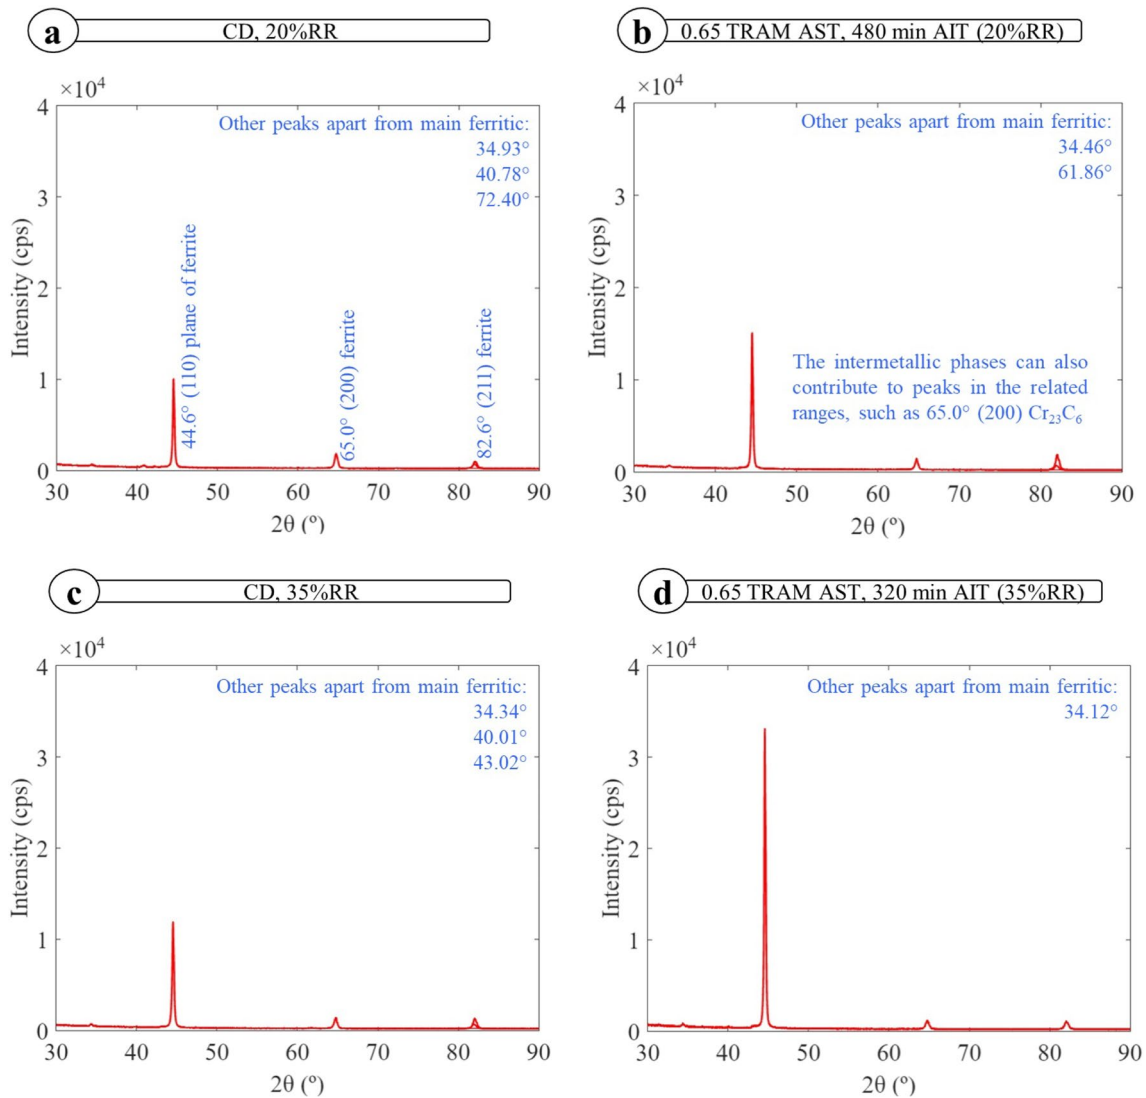 a CD, 20%RR
×10⁴
Other peaks apart from main ferritic:
34.93°
40.78°
72.40°
44.6° (110) plane of ferrite
65.0° (200) ferrite
82.6° (211) ferrite
Intensity (cps)
4
3
2
1
0
30 40 50 60 70 80 90
2θ (°)
b 0.65 TRAM AST, 480 min AIT (20%RR)
×10⁴
Other peaks apart from main ferritic:
34.46°
61.86°
The intermetallic phases can also
contribute to peaks in the related
ranges, such as 65.0° (200) Cr₂₃C₆
Intensity (cps)
4
3
2
1
0
30 40 50 60 70 80 90
2θ (°)
c CD, 35%RR
×10⁴
Other peaks apart from main ferritic:
34.34°
40.01°
43.02°
Intensity (cps)
4
3
2
1
0
30 40 50 60 70 80 90
2θ (°)
d 0.65 TRAM AST, 320 min AIT (35%RR)
×10⁴
Other peaks apart from main ferritic:
34.12°
Intensity (cps)
4
3
2
1
0
30 40 50 60 70 80 90
2θ (°)